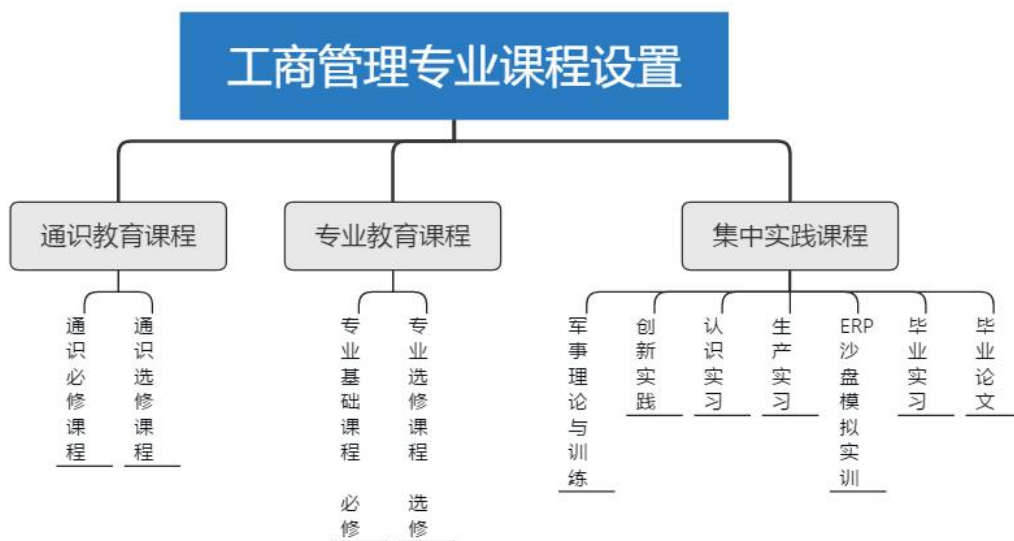 工商管理专业课程设置
通识教育课程
专业教育课程
集中实践课程
通识必修课程
通识选修课程
专业基础课程 必修
专业选修课程 选修
军事理论与训练
创新实践
认识实习
生产实习
ERP沙盘模拟实训
毕业实习
毕业论文